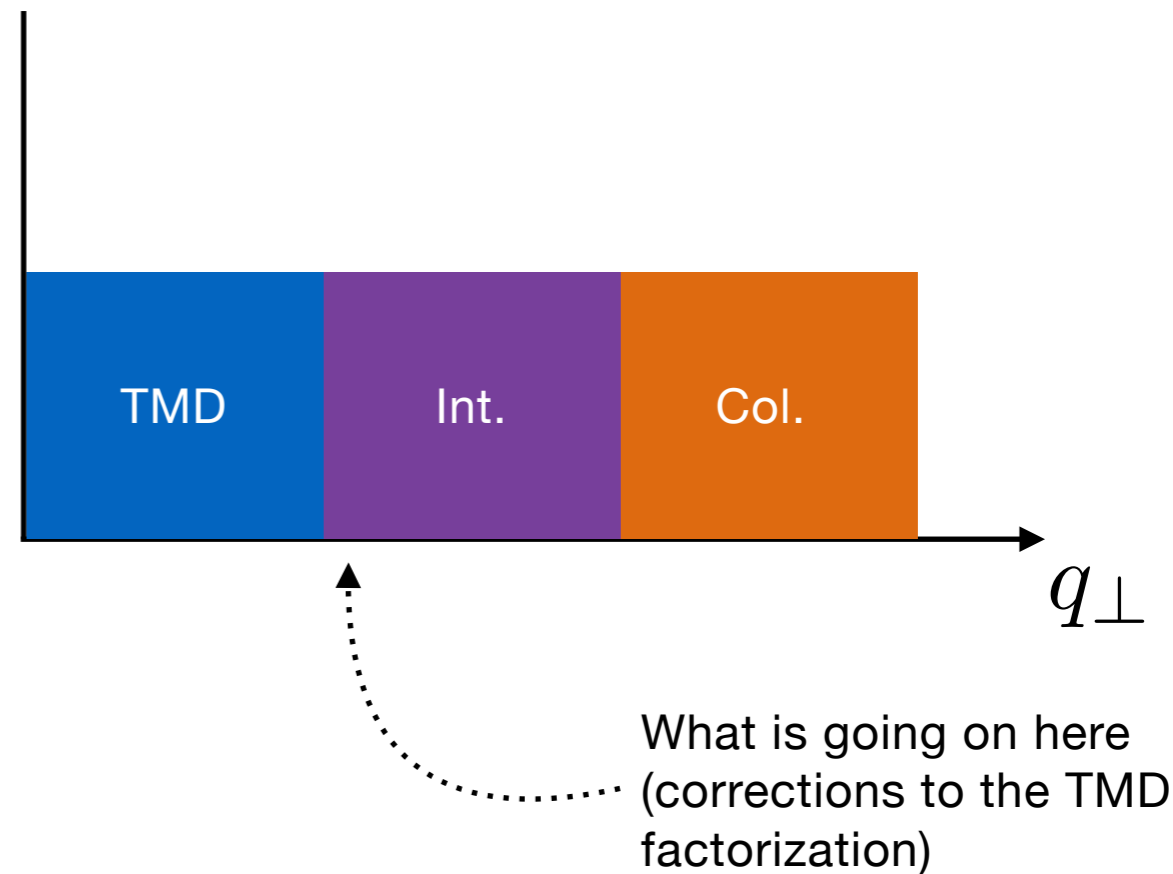 TMD
Int.
Col.
q⊥
What is going on here
(corrections to the TMD
factorization)